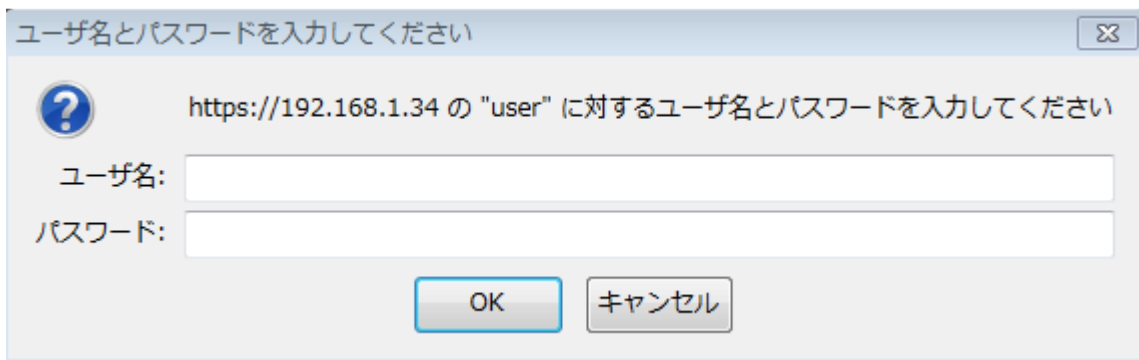 ユーザ名とパスワードを入力してください
https://192.168.1.34 の "user" に対するユーザ名とパスワードを入力してください
ユーザ名:
パスワード:
OK キャンセル